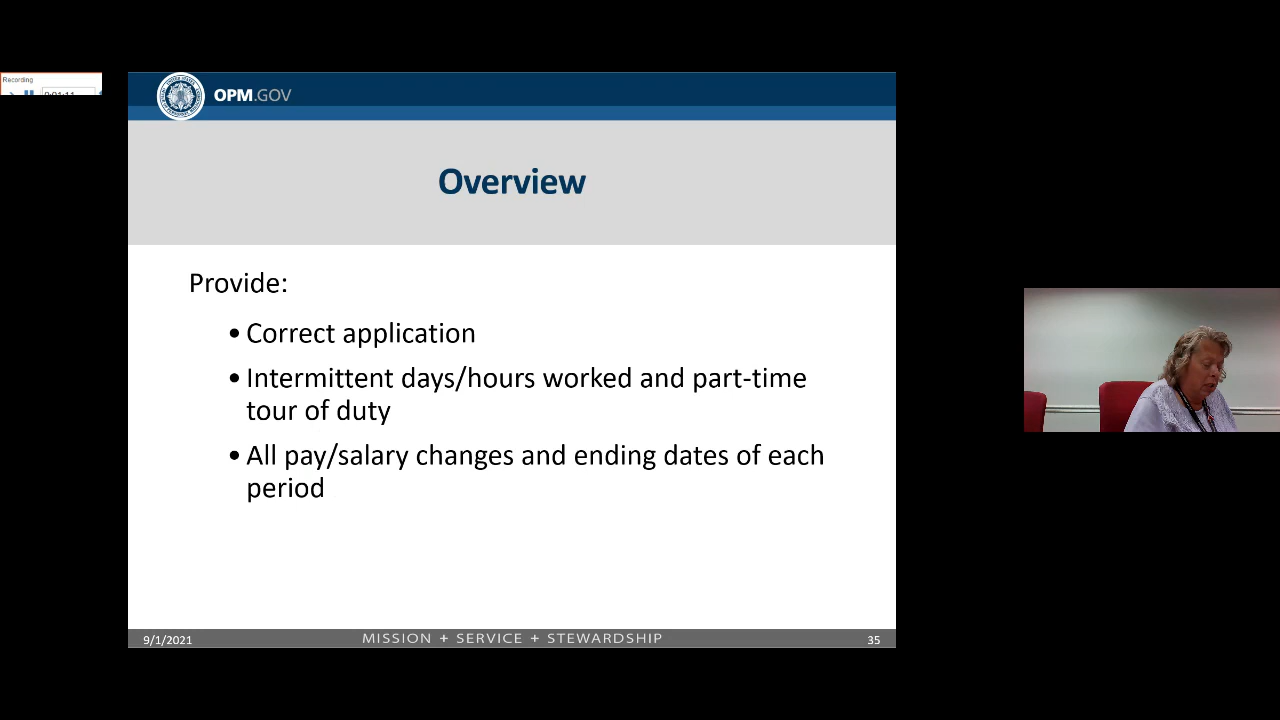 Recording
OPM.GOV
Overview
Provide:
• Correct application
• Intermittent days/hours worked and part-time
tour of duty
• All pay/salary changes and ending dates of each
period
9/1/2021
MISSION + SERVICE + STEWARDSHIP
35